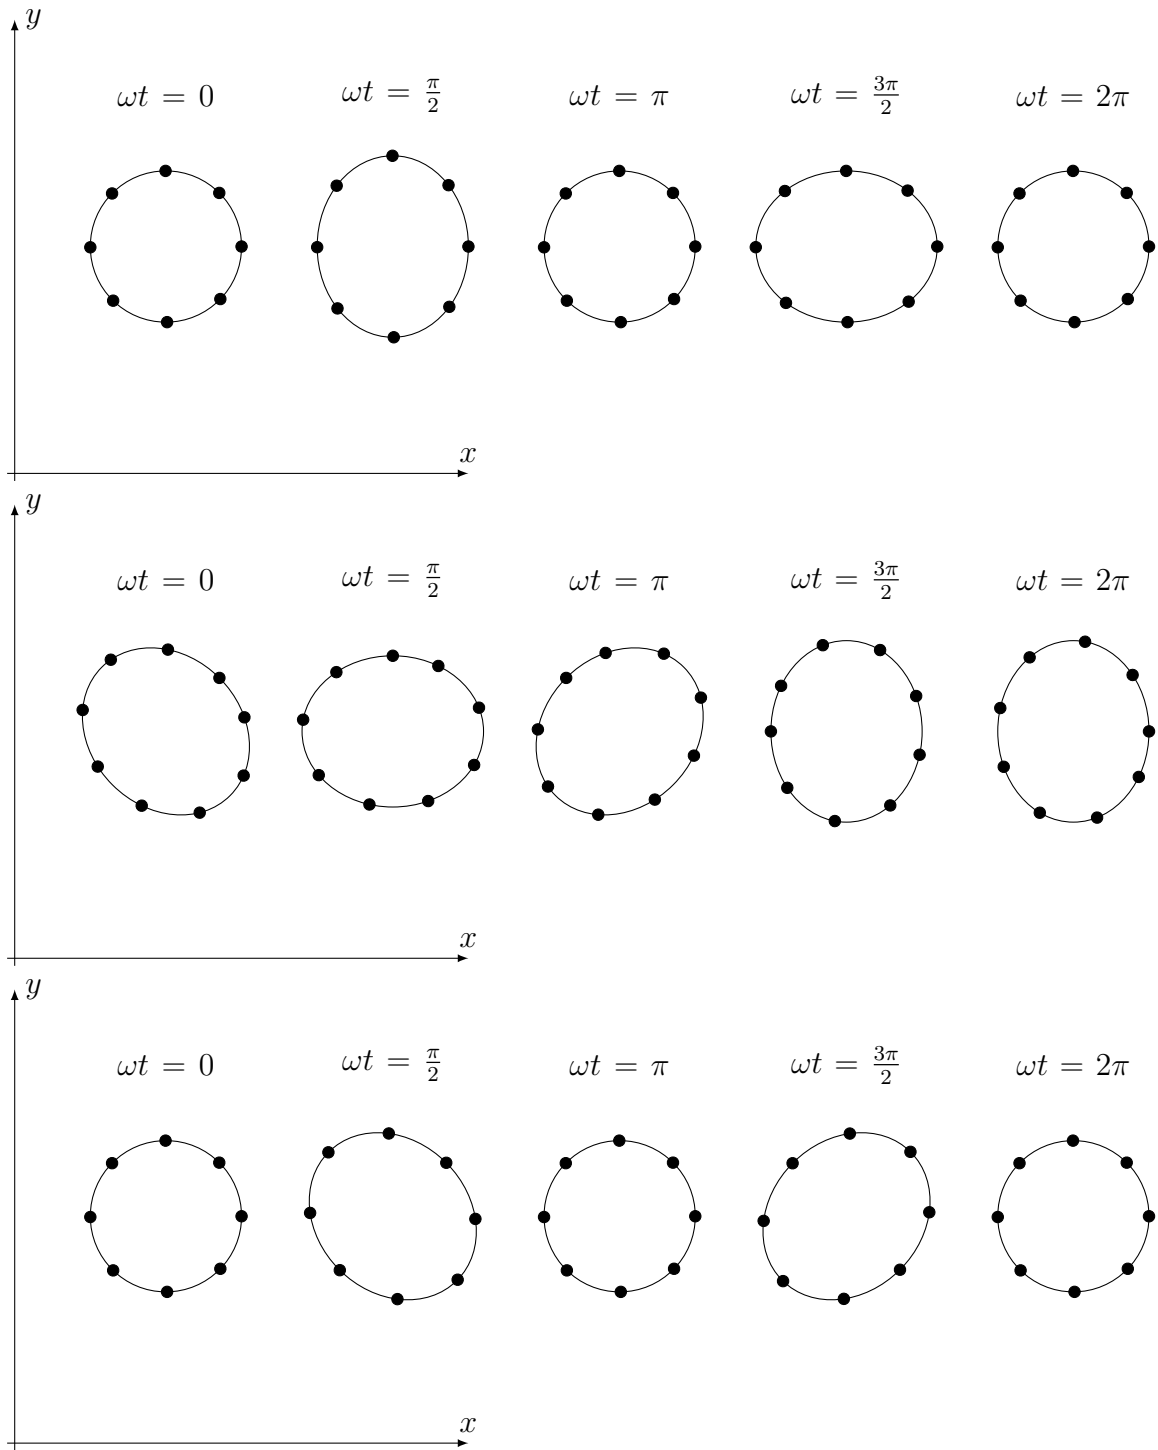 y
ωt = 0 ωt = π/2 ωt = π ωt = 3π/2 ωt = 2π
x
y
ωt = 0 ωt = π/2 ωt = π ωt = 3π/2 ωt = 2π
x
y
ωt = 0 ωt = π/2 ωt = π ωt = 3π/2 ωt = 2π
x